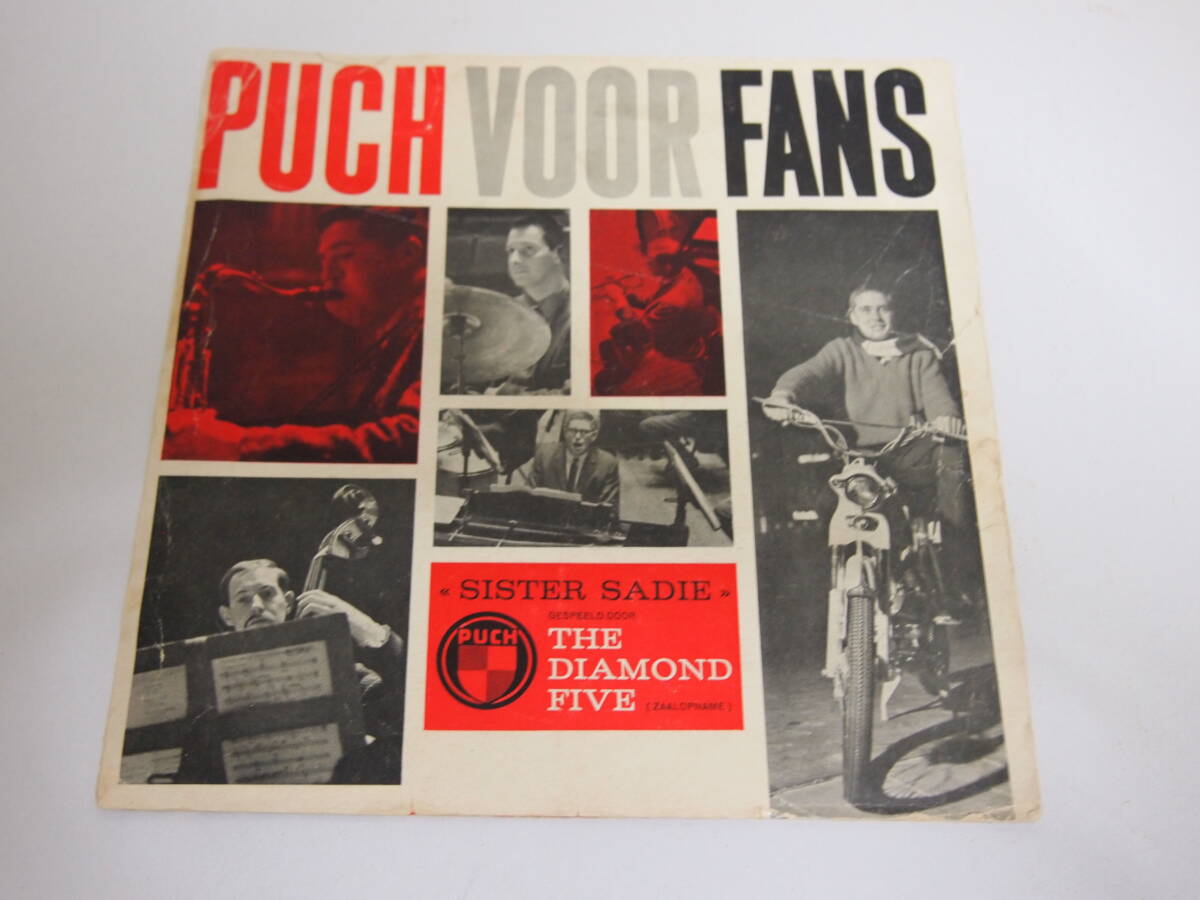 PUCH VOOR FANS
« SISTER SADIE »
GESPEELD DOOR
PUCH
THE
DIAMOND
FIVE (ZAALOPNAME)